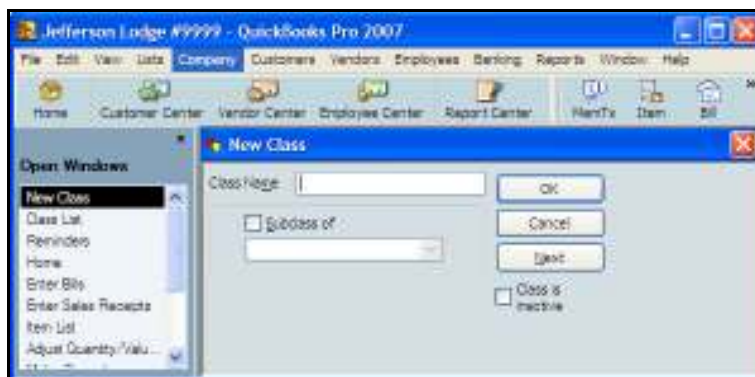 Jefferson Lodge #9999 - QuickBooks Pro 2007
File Edit View Lists Company Customers Vendors Employees Banking Reports Window Help
Home Customer Center Vendor Center Employee Center Report Center MemTx Item Bill
Open Windows
New Class
Class List
Reminders
Home
Enter Bills
Enter Sales Receipts
Item List
Adjust Quantity/Valu...
New Class
Class Name
OK
Subclass of
Cancel
Next
Class is
inactive